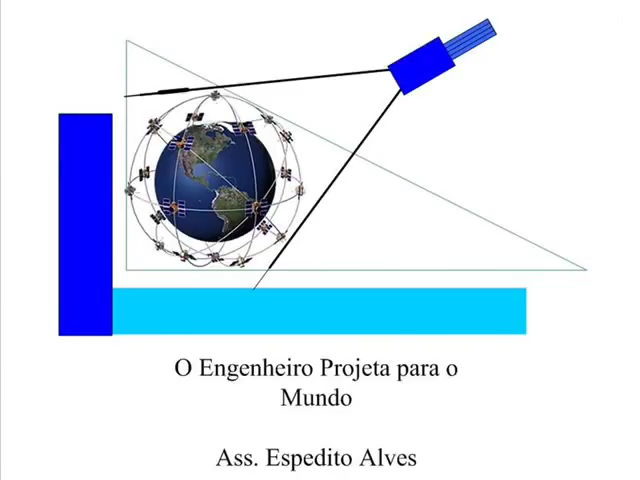 O Engenheiro Projeta para o
Mundo
Ass. Espedito Alves